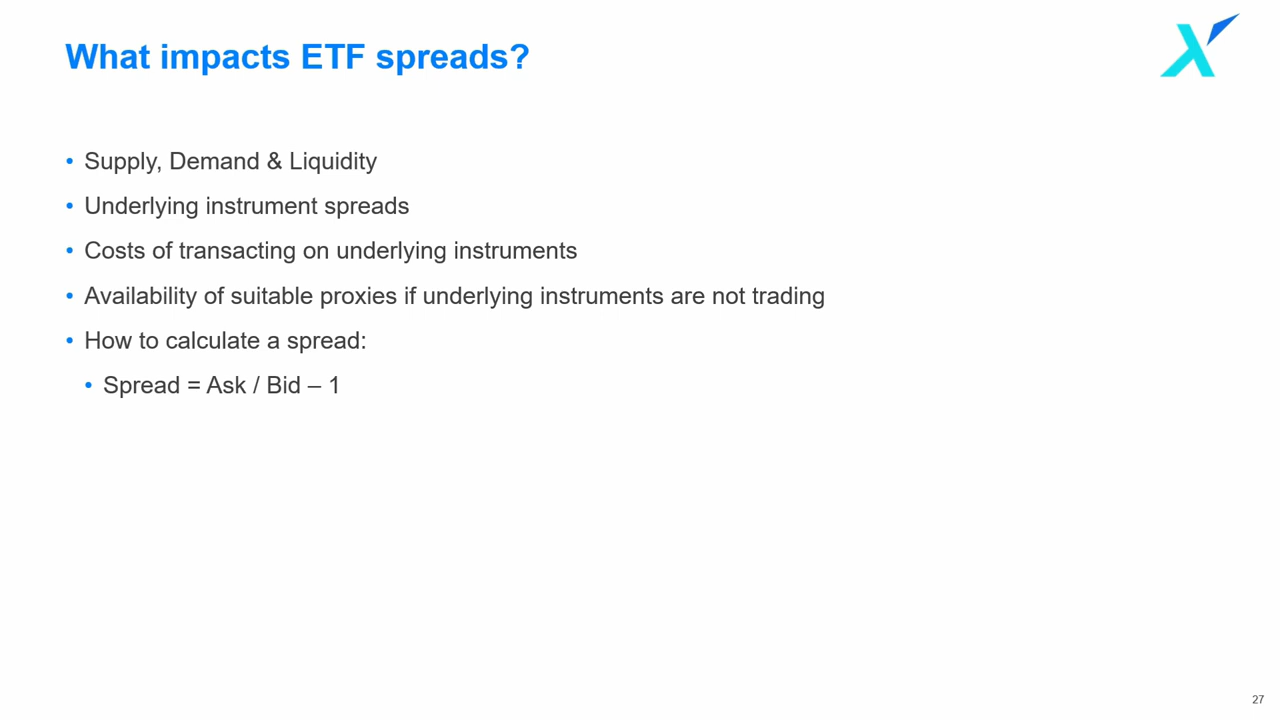 What impacts ETF spreads?
• Supply, Demand & Liquidity
• Underlying instrument spreads
• Costs of transacting on underlying instruments
• Availability of suitable proxies if underlying instruments are not trading
• How to calculate a spread:
• Spread = Ask / Bid – 1
27